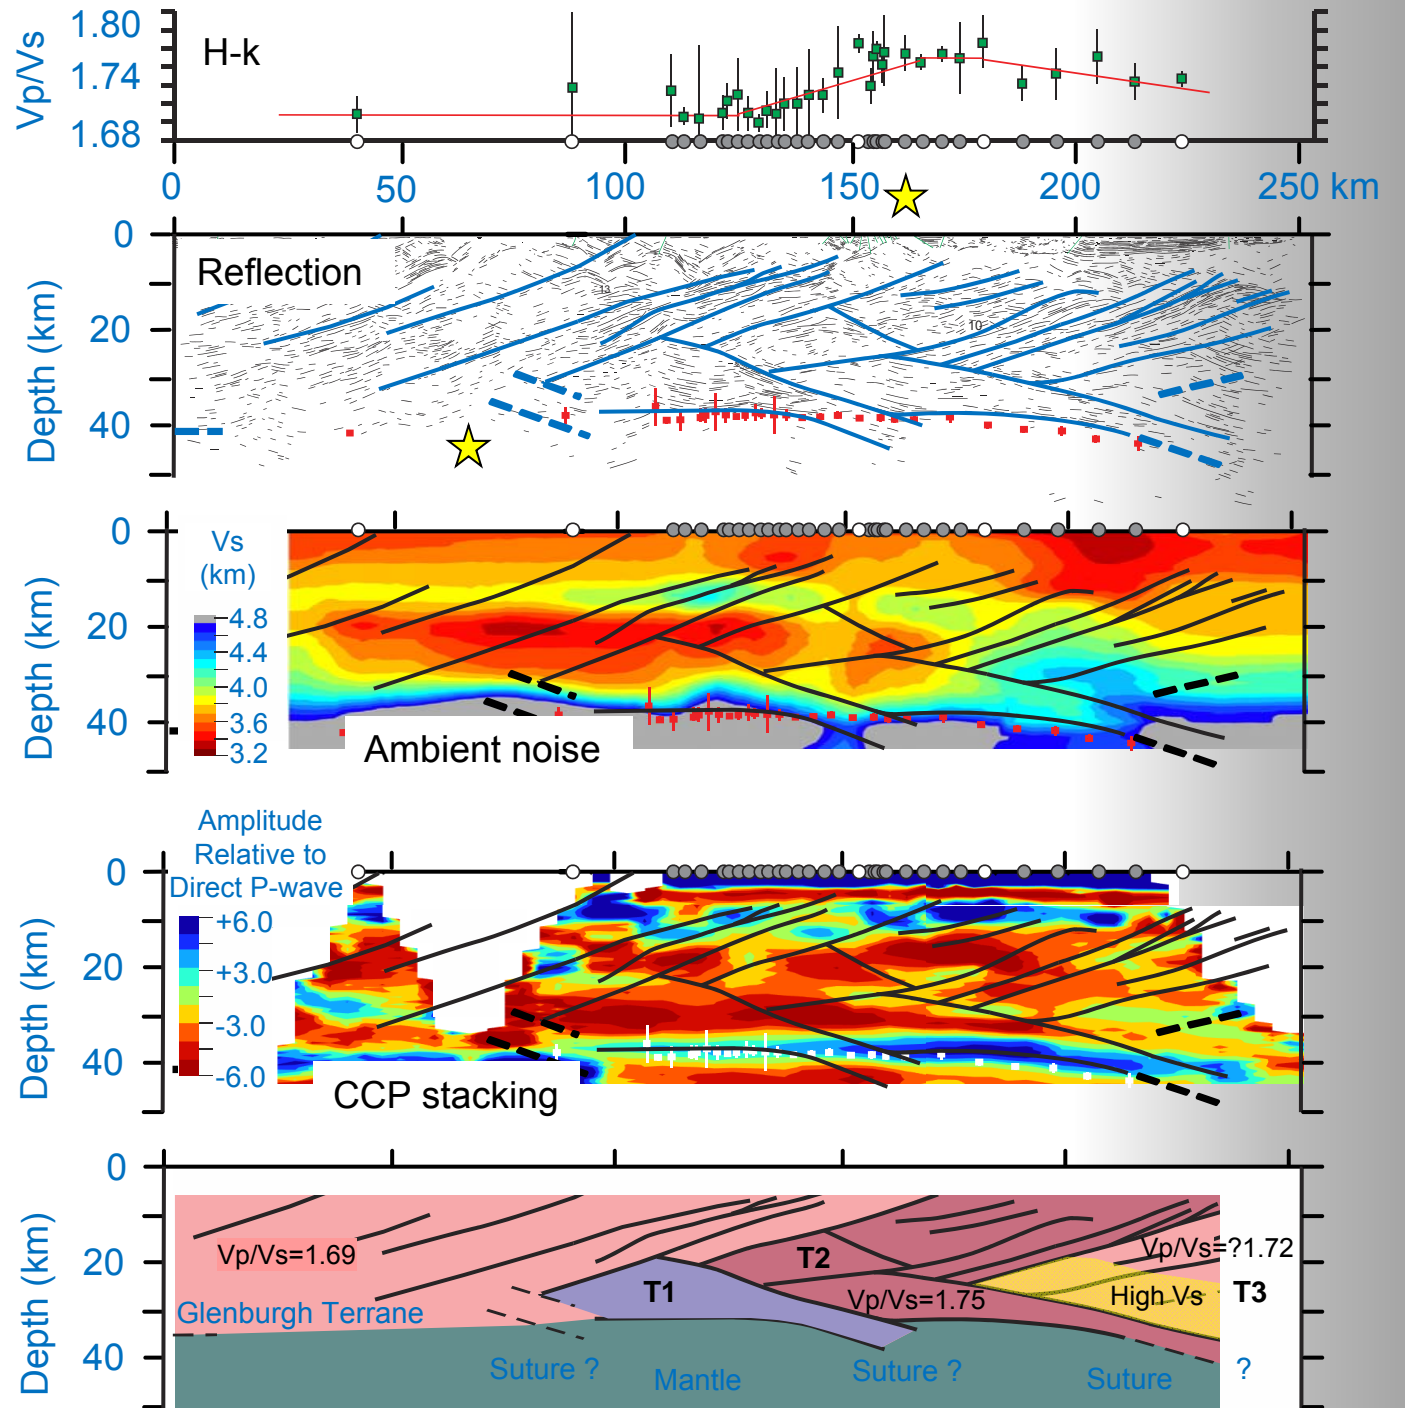 1.80
1.74
1.68
Vp/Vs
H-k
0
50
100
150
200
250 km
0
20
40
Depth (km)
Reflection
13
10
0
20
40
Depth (km)
Vs
(km)
4.8
4.4
4.0
3.6
3.2
Ambient noise
Amplitude
Relative to
Direct P-wave
+6.0
+3.0
-3.0
-6.0
0
20
40
Depth (km)
CCP stacking
0
20
40
Depth (km)
Vp/Vs=1.69
Glenburgh Terrane
T1
T2
Vp/Vs=1.75
Vp/Vs=?1.72
High Vs
T3
Suture ?
Mantle
Suture ?
Suture
?